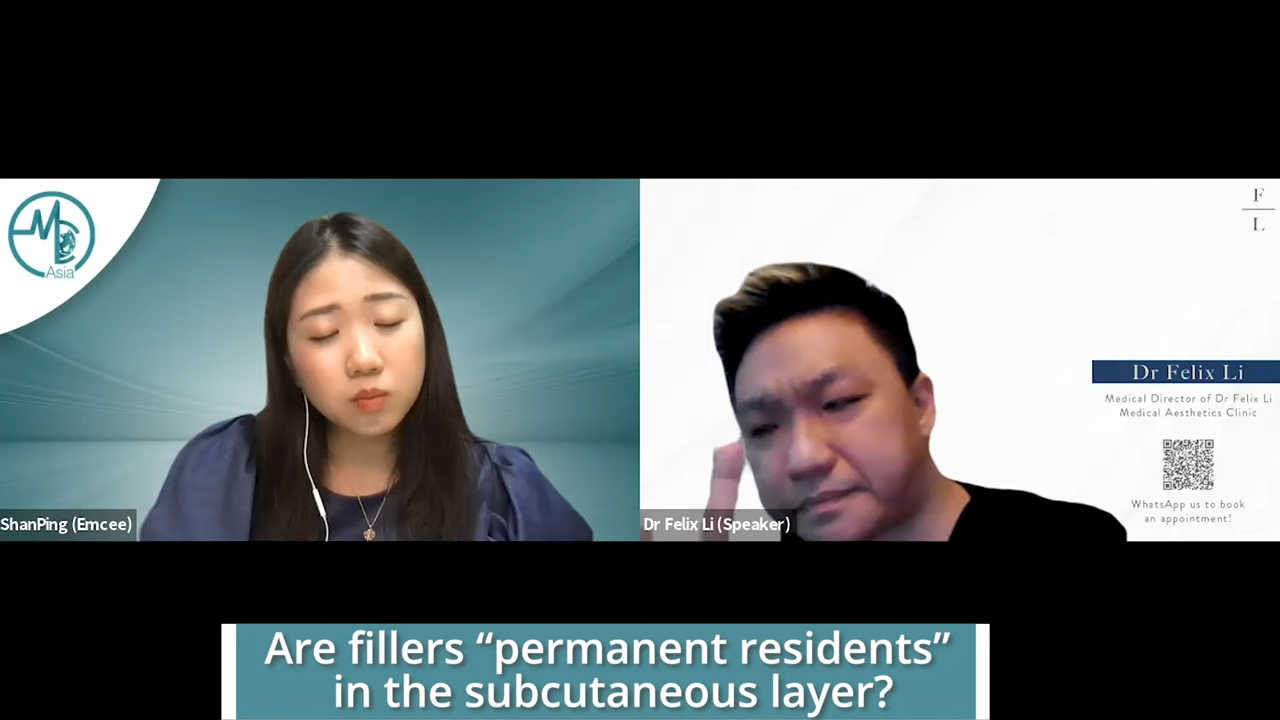 Asia
ShanPing (Emcee)
F
L
Dr Felix Li
Medical Director of Dr Felix Li
Medical Aesthetics Clinic
WhatsApp us to book
an appointment!
Dr Felix Li (Speaker)
Are fillers “permanent residents”
in the subcutaneous layer?